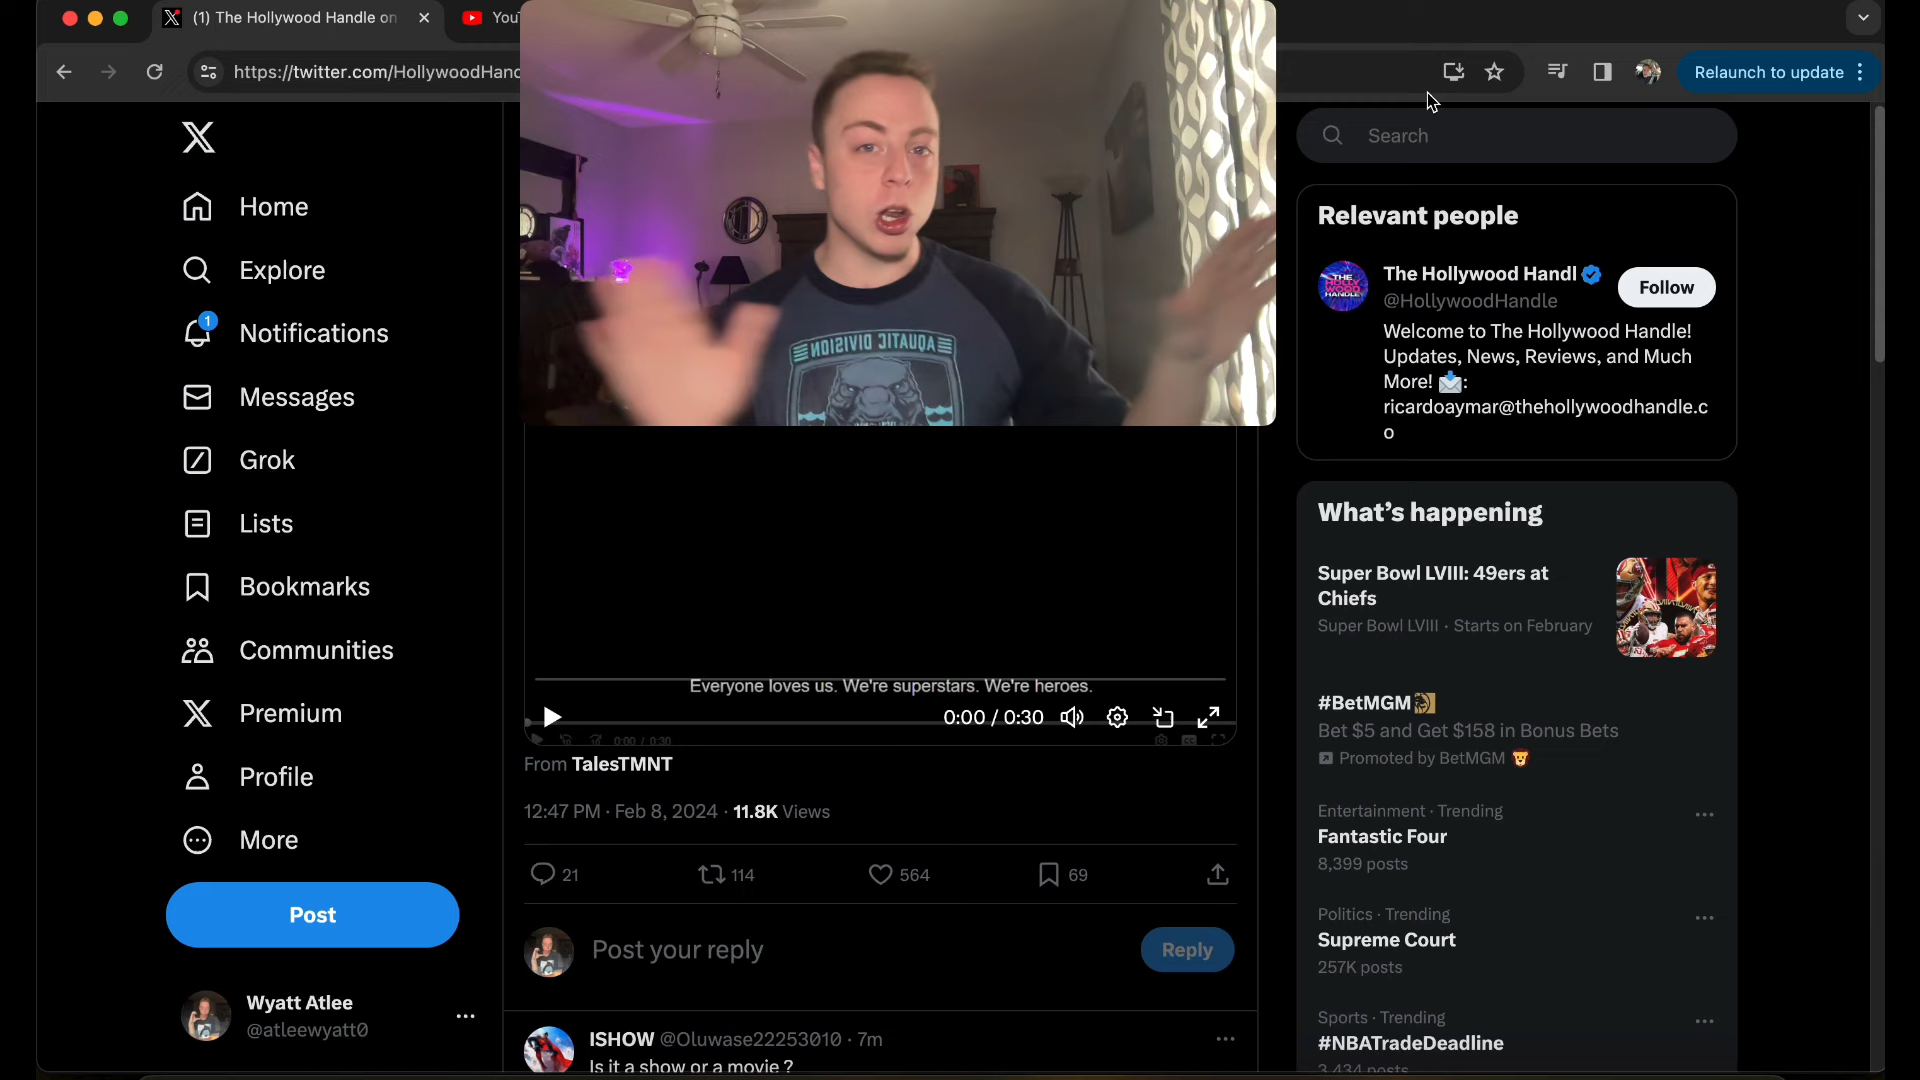 (1) The Hollywood Handle on
https://twitter.com/HollywoodHand
Relaunch to update
Home
Explore
1
Notifications
Messages
Grok
Lists
Bookmarks
Communities
Premium
Profile
More
Post
Wyatt Atlee
@atleewyatt0
AQUATIC DIVISION
Everyone loves us. We're superstars. We're heroes.
0:00 / 0:30
0:00 / 0:30
From TalesTMNT
12:47 PM · Feb 8, 2024 · 11.8K Views
21
114
564
69
Post your reply
Reply
ISHOW @Oluwase22253010 · 7m
Is it a show or a movie ?
Search
Relevant people
THE HOLLYWOOD HANDLE
The Hollywood Handl
@HollywoodHandle
Follow
Welcome to The Hollywood Handle!
Updates, News, Reviews, and Much
More! 📩:
ricardoaymar@thehollywoodhandle.c
o
What's happening
Super Bowl LVIII: 49ers at
Chiefs
Super Bowl LVIII · Starts on February
#BetMGM
Bet $5 and Get $158 in Bonus Bets
Promoted by BetMGM 🦁
Entertainment · Trending
Fantastic Four
8,399 posts
Politics · Trending
Supreme Court
257K posts
Sports · Trending
#NBATradeDeadline
3,434 posts